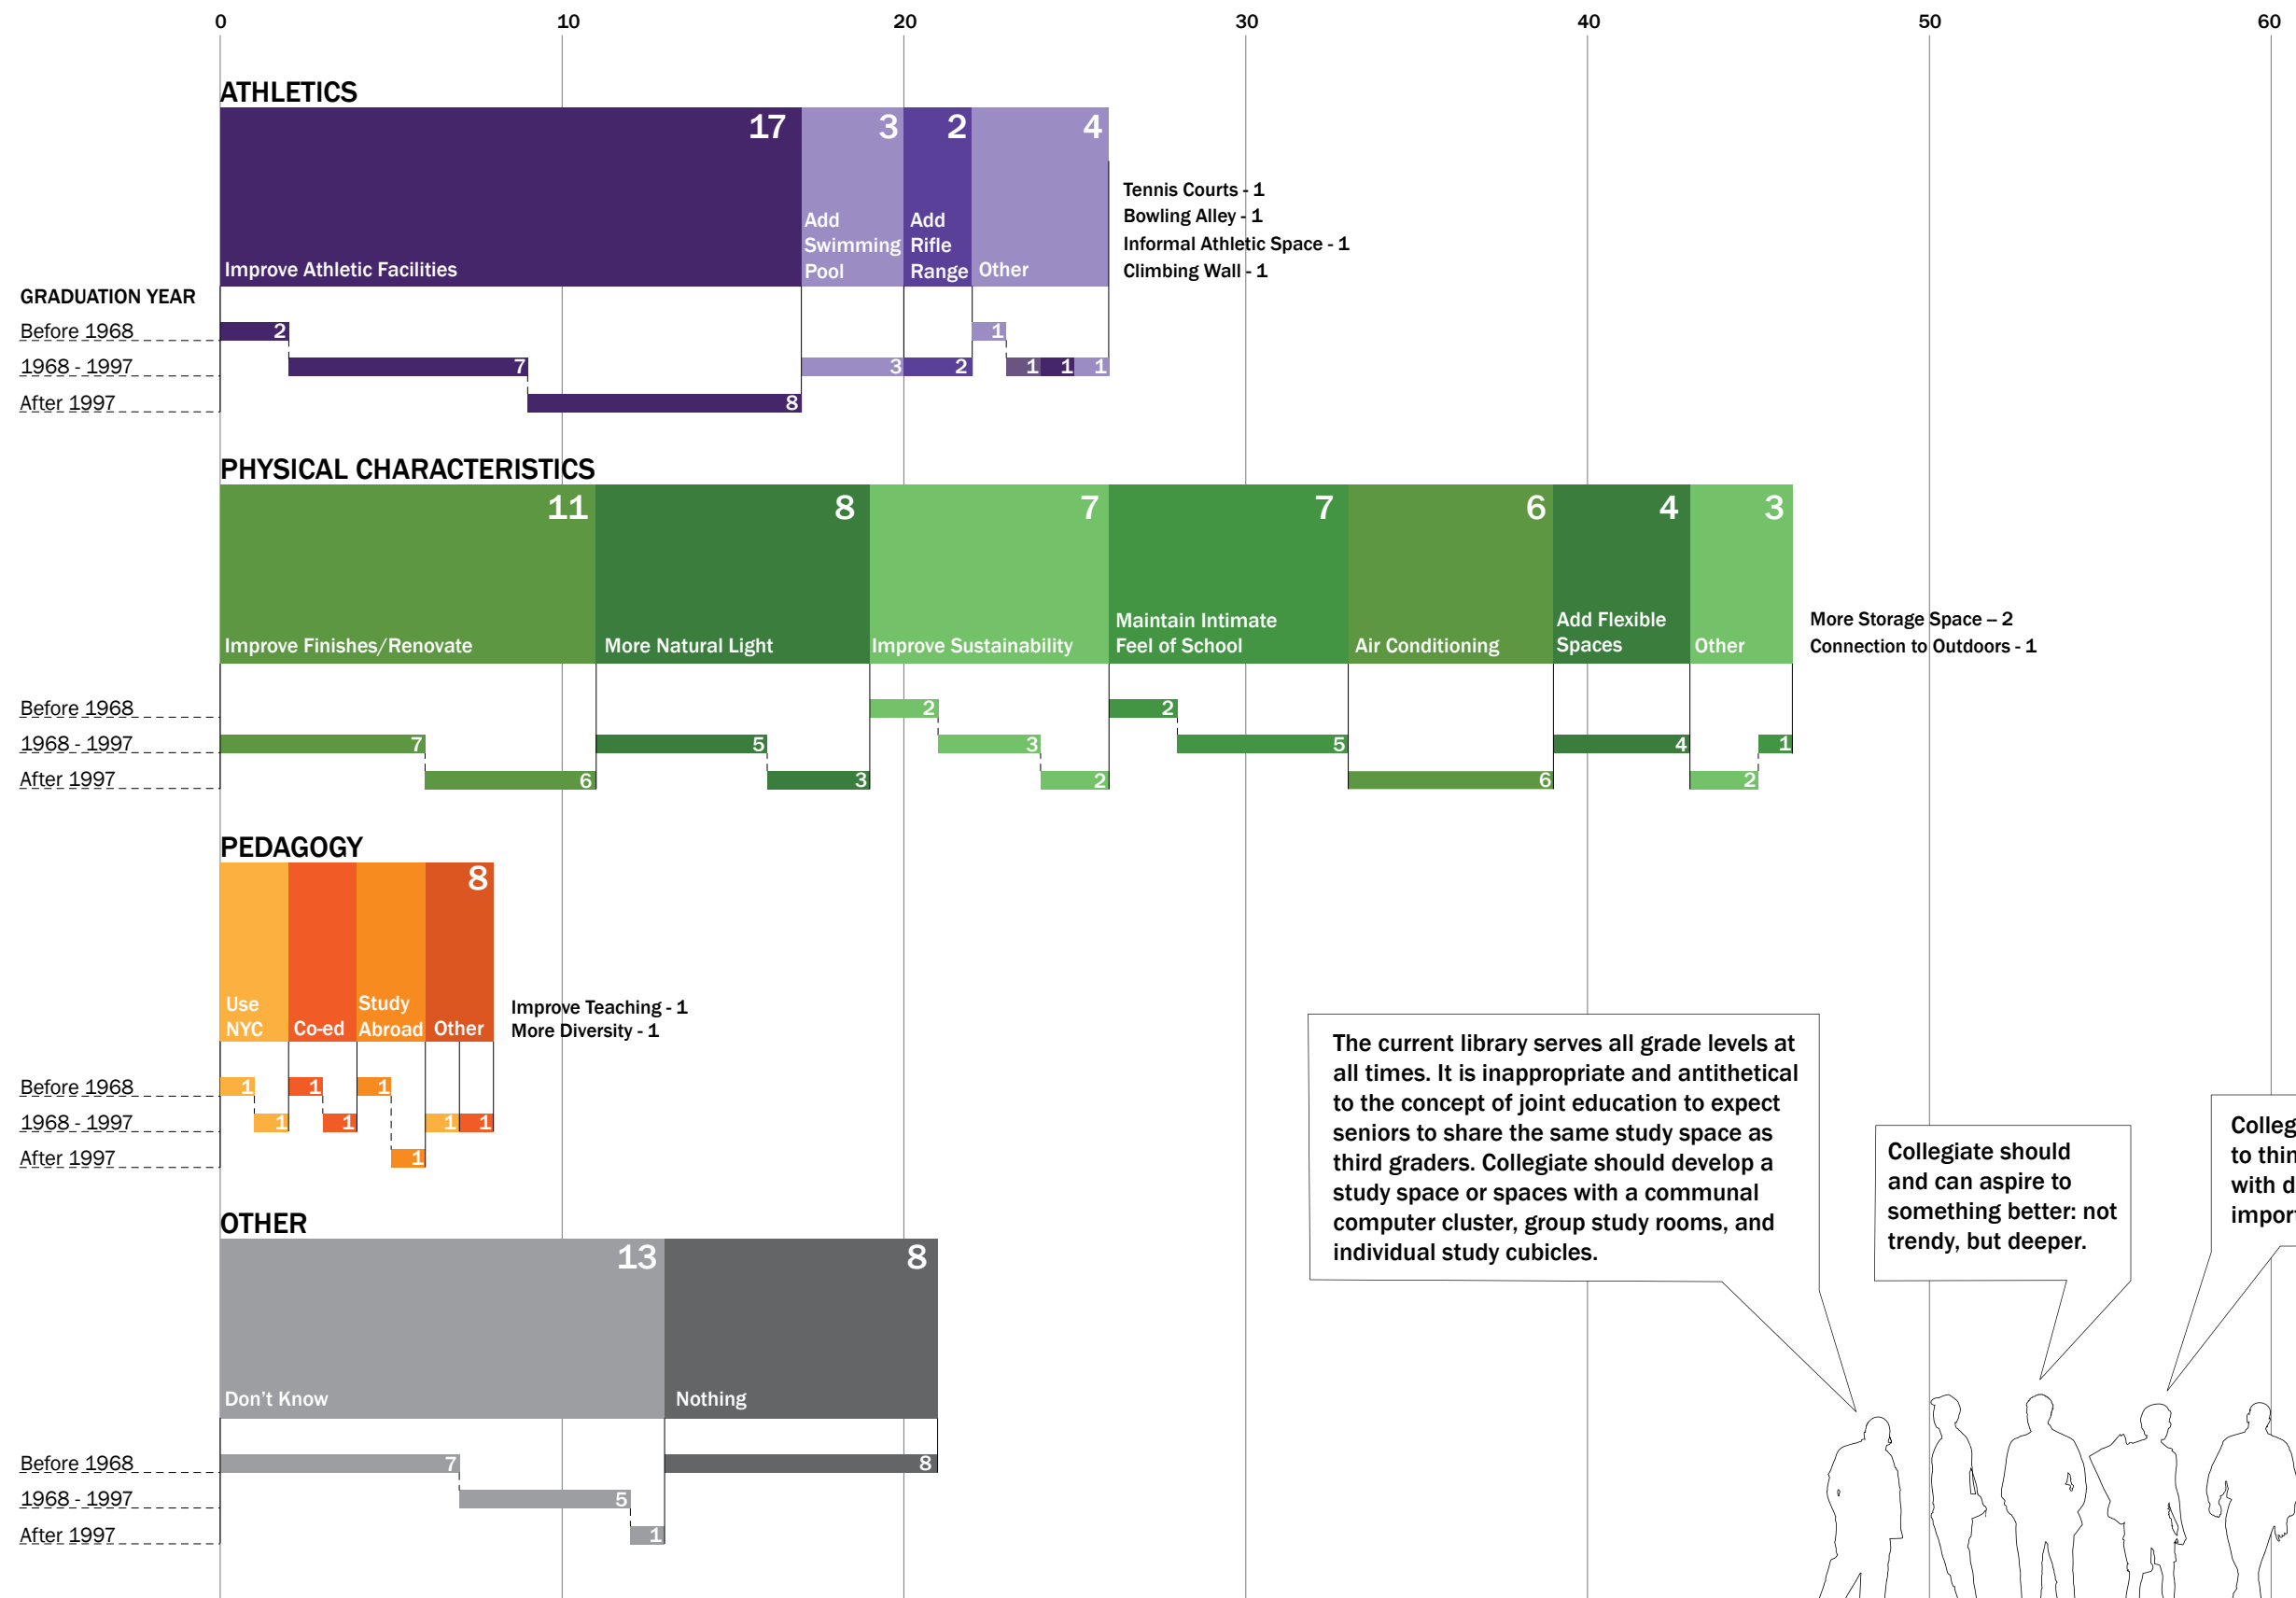 0 10 20 30 40 50 60
ATHLETICS
17 3 2 4
Improve Athletic Facilities
Add
Swimming
Pool
Add
Rifle
Range
Other
Tennis Courts - 1
Bowling Alley - 1
Informal Athletic Space - 1
Climbing Wall - 1
GRADUATION YEAR
Before 1968 2 1
1968 - 1997 7 3 2 1 1 1
After 1997 8
PHYSICAL CHARACTERISTICS
11 8 7 7 6 4 3
Improve Finishes/Renovate
More Natural Light
Improve Sustainability
Maintain Intimate
Feel of School
Air Conditioning
Add Flexible
Spaces
Other
More Storage Space – 2
Connection to Outdoors - 1
Before 1968 2 2
1968 - 1997 7 5 3 5 4 1
After 1997 6 3 2 6 2
PEDAGOGY
8
Use
NYC
Co-ed
Study
Abroad
Other
Improve Teaching - 1
More Diversity - 1
Before 1968 1 1 1
1968 - 1997 1 1 1 1
After 1997 1
OTHER
13 8
Don't Know
Nothing
Before 1968 7 8
1968 - 1997 5
After 1997 1
The current library serves all grade levels at
all times. It is inappropriate and antithetical
to the concept of joint education to expect
seniors to share the same study space as
third graders. Collegiate should develop a
study space or spaces with a communal
computer cluster, group study rooms, and
individual study cubicles.
Collegiate should
and can aspire to
something better: not
trendy, but deeper.
to
with